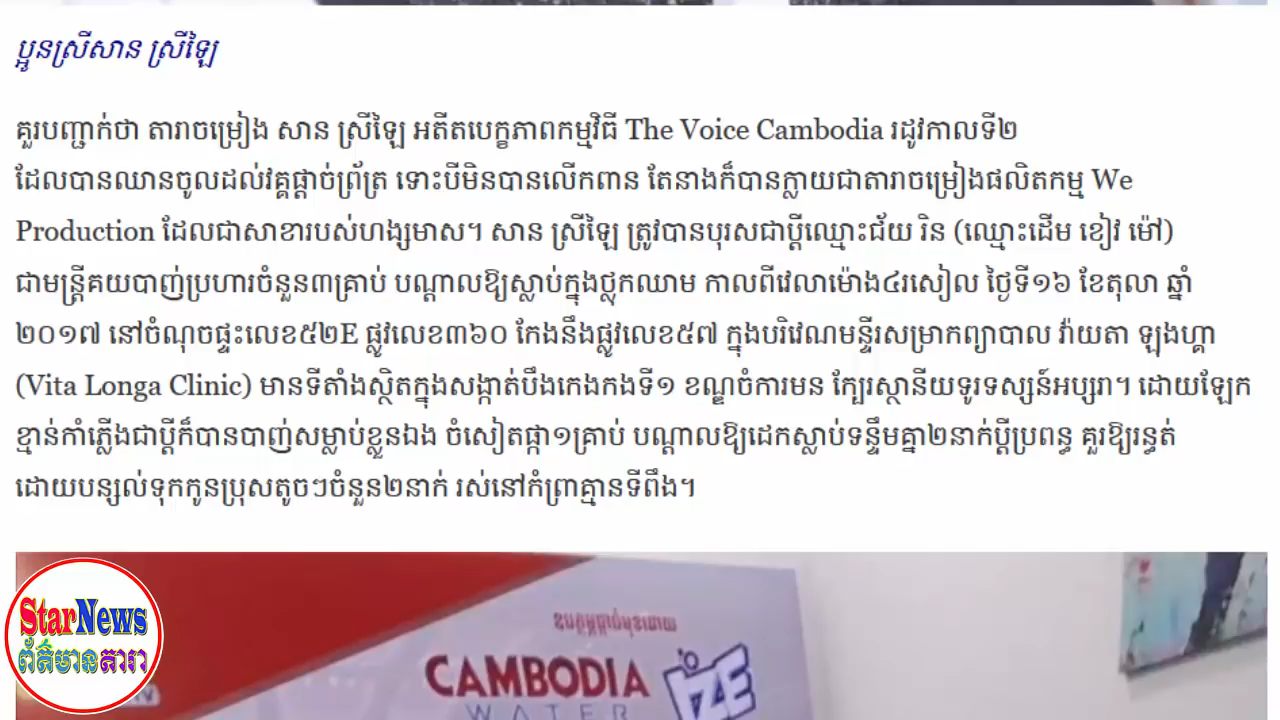 ប្អូនស្រីសាន ស្រីឡៃ
គួរបញ្ជាក់ថា តារាចម្រៀង សាន ស្រីឡៃ អតីតបេក្ខភាពកម្មវិធី The Voice Cambodia រដូវកាលទី២
ដែលបានឈានចូលដល់វគ្គផ្ដាច់ព្រ័ត្រ ទោះបីមិនបានលើកពាន តែនាងក៏បានក្លាយជាតារាចម្រៀងផលិតកម្ម We
Production ដែលជាសាខារបស់ហង្សមាស។ សាន ស្រីឡៃ ត្រូវបានបុរសជាប្ដីឈ្មោះជ័យ រិន (ឈ្មោះដើម ខៀវ ម៉ៅ)
ជាមន្ត្រីគយបាញ់ប្រហារចំនួន៣គ្រាប់ បណ្ដាលឱ្យស្លាប់ក្នុងថ្លុកឈាម កាលពីវេលាម៉ោង៤រសៀល ថ្ងៃទី១៦ ខែតុលា ឆ្នាំ
២០១៧ នៅចំណុចផ្ទះលេខ៥២E ផ្លូវលេខ៣៦០ កែងនឹងផ្លូវលេខ៥៧ ក្នុងបរិវេណមន្ទីរសម្រាកព្យាបាល វ៉ាយតា ឡុងហ្គា
(Vita Longa Clinic) មានទីតាំងស្ថិតក្នុងសង្កាត់បឹងកេងកងទី១ ខណ្ឌចំការមន ក្បែរស្ថានីយទូរទស្សន៍អប្សរា។ ដោយឡែក
ខ្មាន់កាំភ្លើងជាប្ដីក៏បានបាញ់សម្លាប់ខ្លួនឯង ចំសៀតផ្កា១គ្រាប់ បណ្ដាលឱ្យដេកស្លាប់ទន្ទឹមគ្នា២នាក់ប្ដីប្រពន្ធ គួរឱ្យរន្ធត់
ដោយបន្សល់ទុកកូនប្រុសតូចៗចំនួន២នាក់ រស់នៅកំព្រាគ្មានទីពឹង។
ឧបត្ថម្ភផ្ដាច់មុខដោយ
CAMBODIA
WATER
IZE
StarNews
ព័ត៌មានតារា